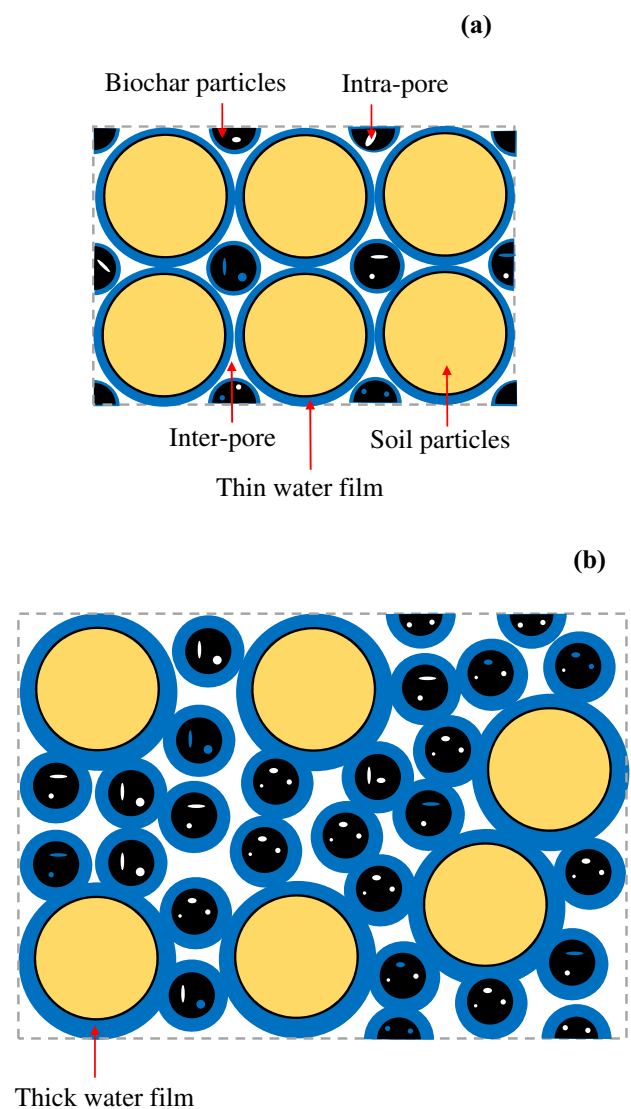 (a)
Biochar particles
Intra-pore
Inter-pore
Soil particles
Thin water film
(b)
Thick water film